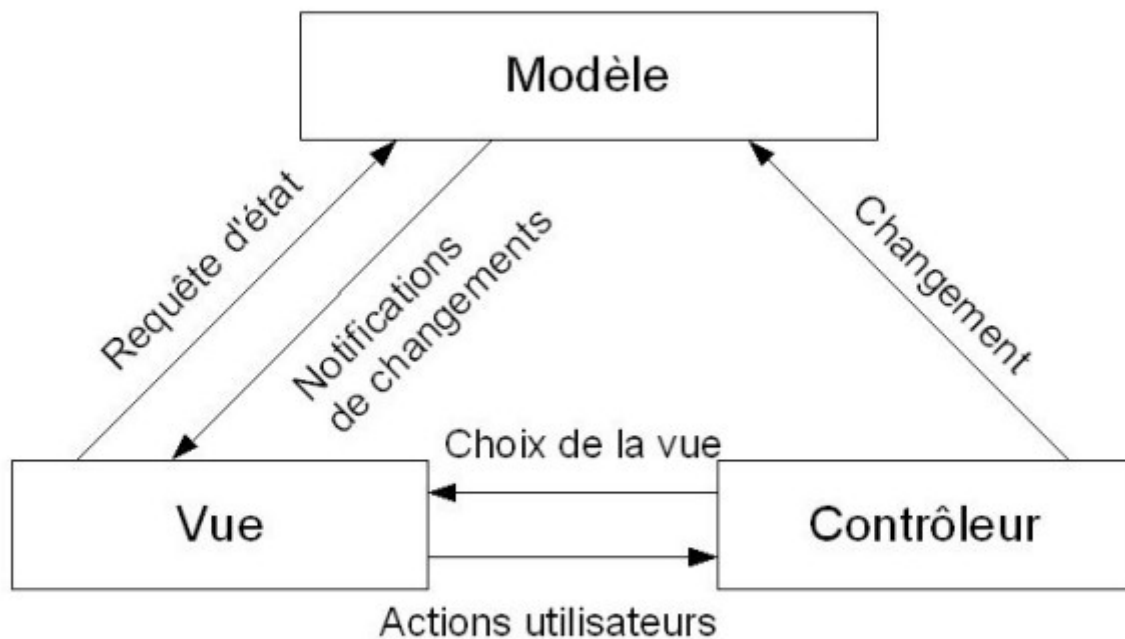 Modèle
Requête d'état
Notifications
de changements
Changement
Choix de la vue
Vue
Contrôleur
Actions utilisateurs